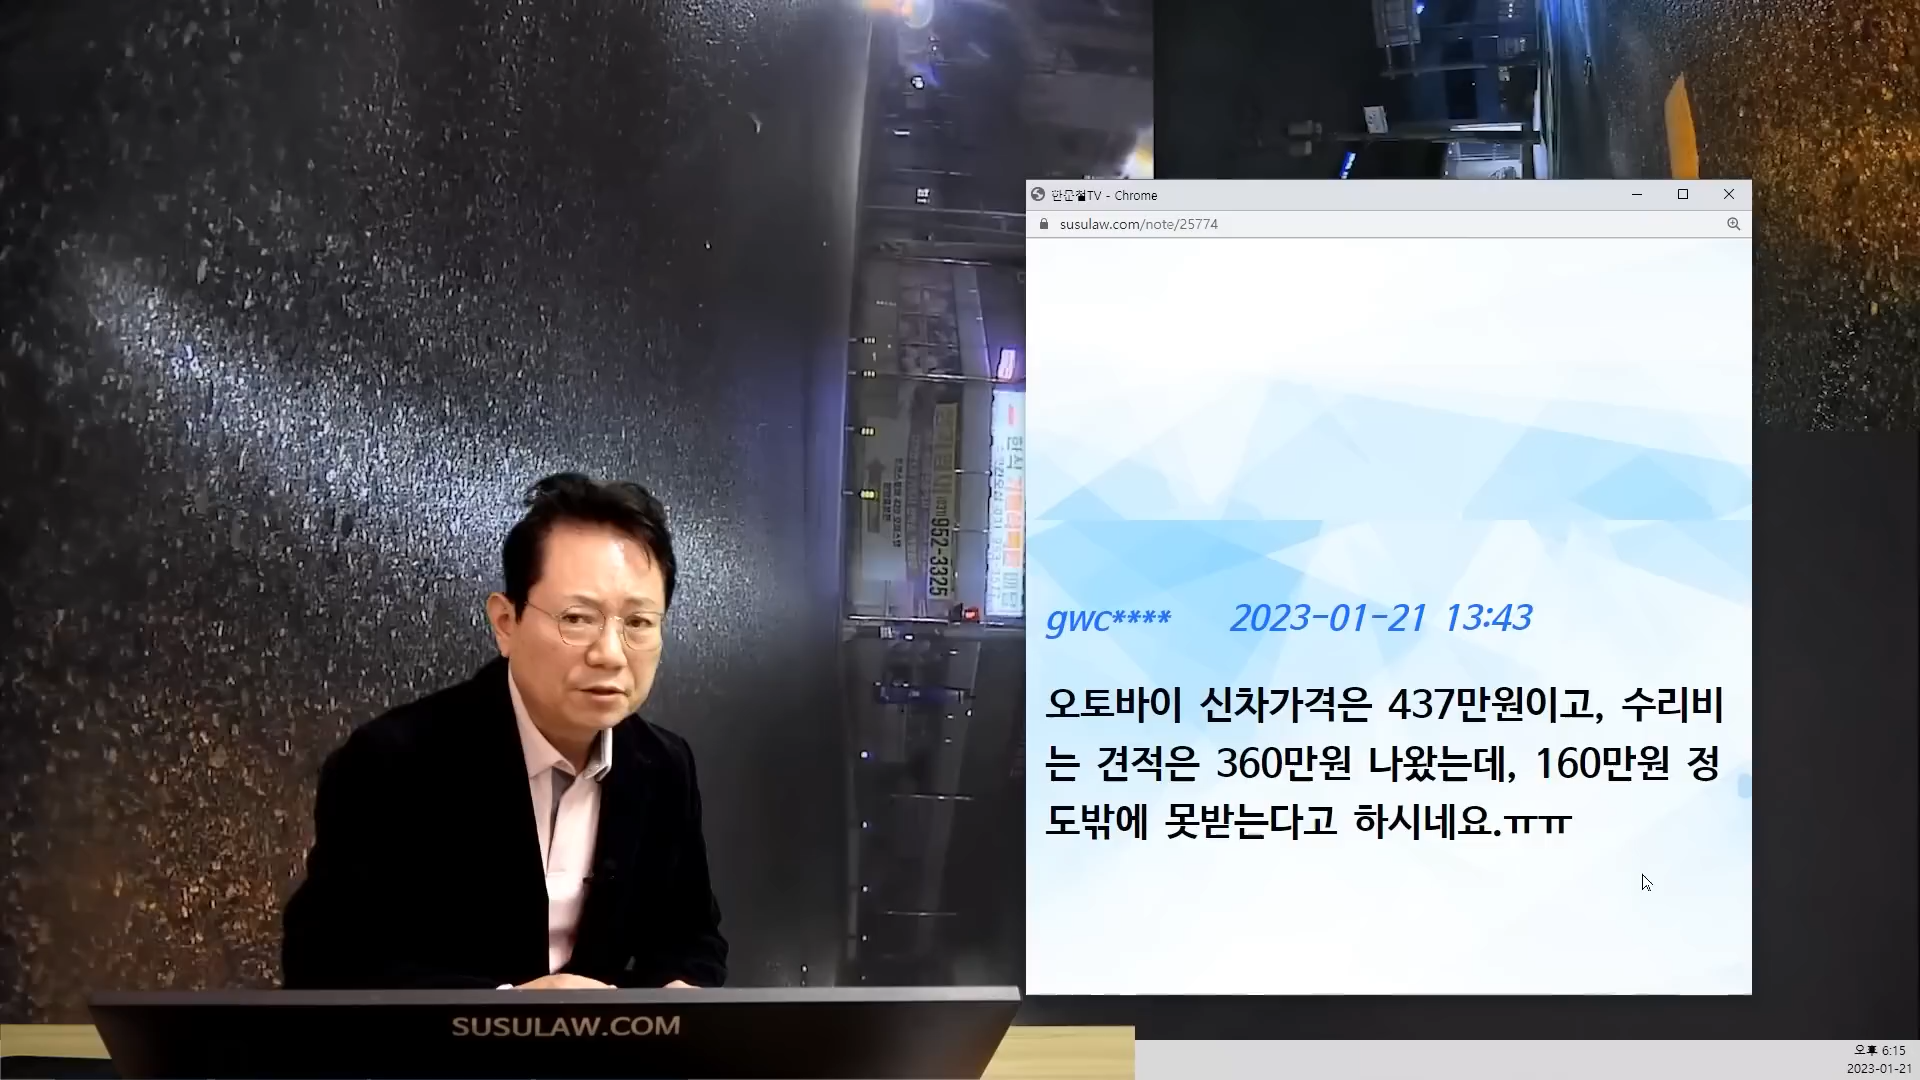 한문철TV - Chrome
susulaw.com/note/25774
gwc**** 2023-01-21 13:43
오토바이 신차가격은 437만원이고, 수리비
는 견적은 360만원 나왔는데, 160만원 정
도밖에 못받는다고 하시네요.ㅠㅠ
952-3325
SUSULAW.COM
오후 6:15
2023-01-21